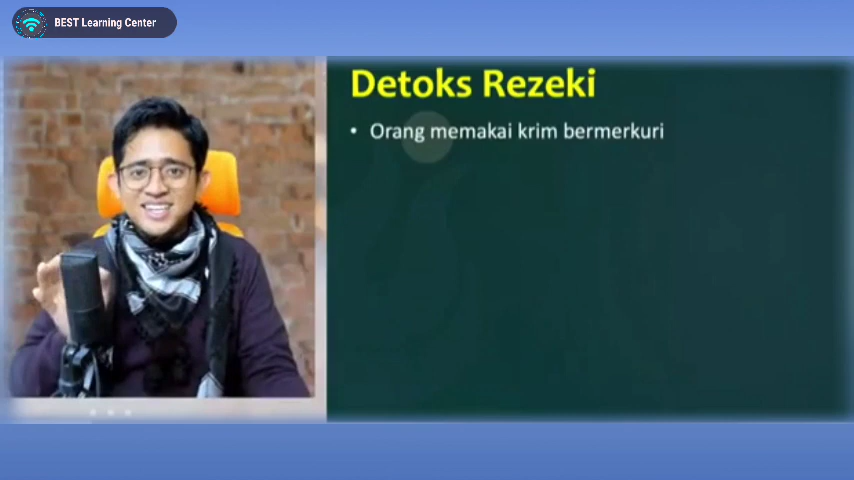 BEST Learning Center
Detoks Rezeki
• Orang memakai krim bermerkuri